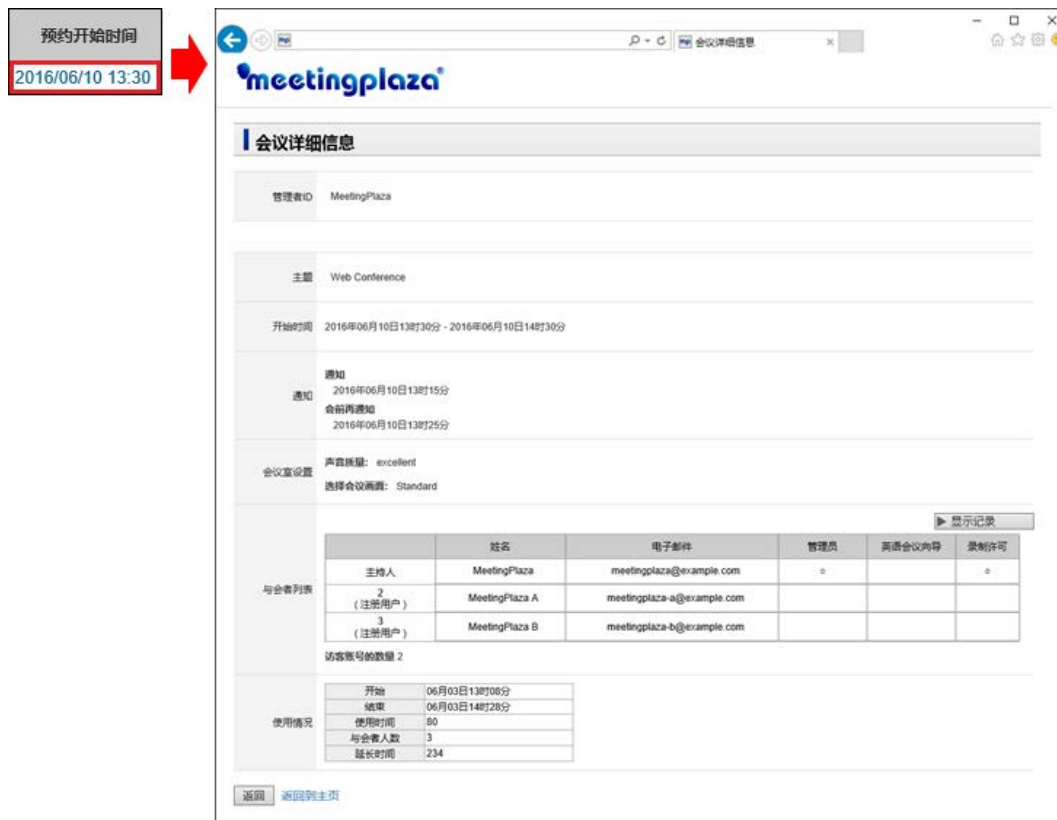 预约开始时间
2016/06/10 13:30
会议详细信息
meetingplaza
会议详细信息
管理者ID MeetingPlaza
主题 Web Conference
开始时间 2016年06月10日13时30分 - 2016年06月10日14时30分
通知
通知
2016年06月10日13时15分
会前再通知
2016年06月10日13时25分
会议室设置
声音质量： excellent
选择会议画面： Standard
▶ 显示记录
与会者列表
姓名 电子邮件 管理员 英语会议向导 录制许可
主持人 MeetingPlaza meetingplaza@example.com ○ ○
2
（注册用户） MeetingPlaza A meetingplaza-a@example.com
3
（注册用户） MeetingPlaza B meetingplaza-b@example.com
访客账号的数量 2
使用情况
开始 06月03日13时08分
结束 06月03日14时28分
使用时间 80
与会者人数 3
延长时间 234
返回 返回到主页